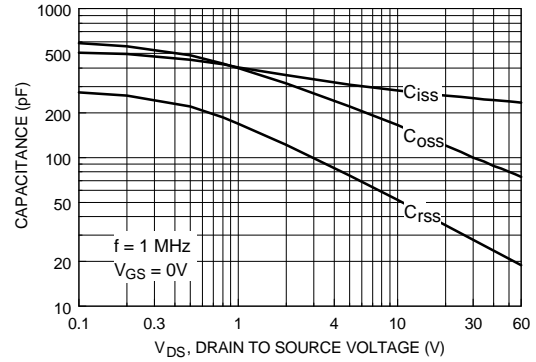 1000
500
200
100
50
20
10
CAPACITANCE (pF)
Ciss
Coss
Crss
f = 1 MHz
VGS = 0V
0.1 0.3 1 4 10 30 60
VDS, DRAIN TO SOURCE VOLTAGE (V)